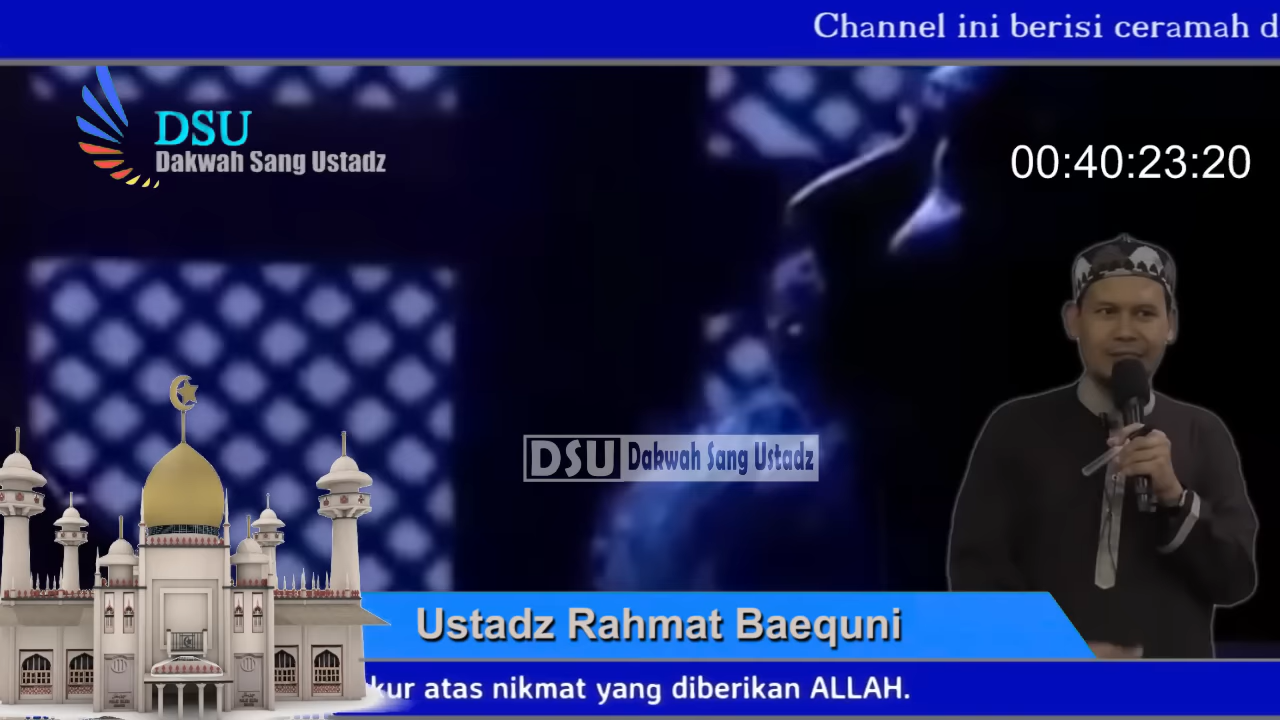 Channel ini berisi ceramah d
DSU
Dakwah Sang Ustadz
00:40:23:20
DSU Dakwah Sang Ustadz
Ustadz Rahmat Baequni
kur atas nikmat yang diberikan ALLAH.